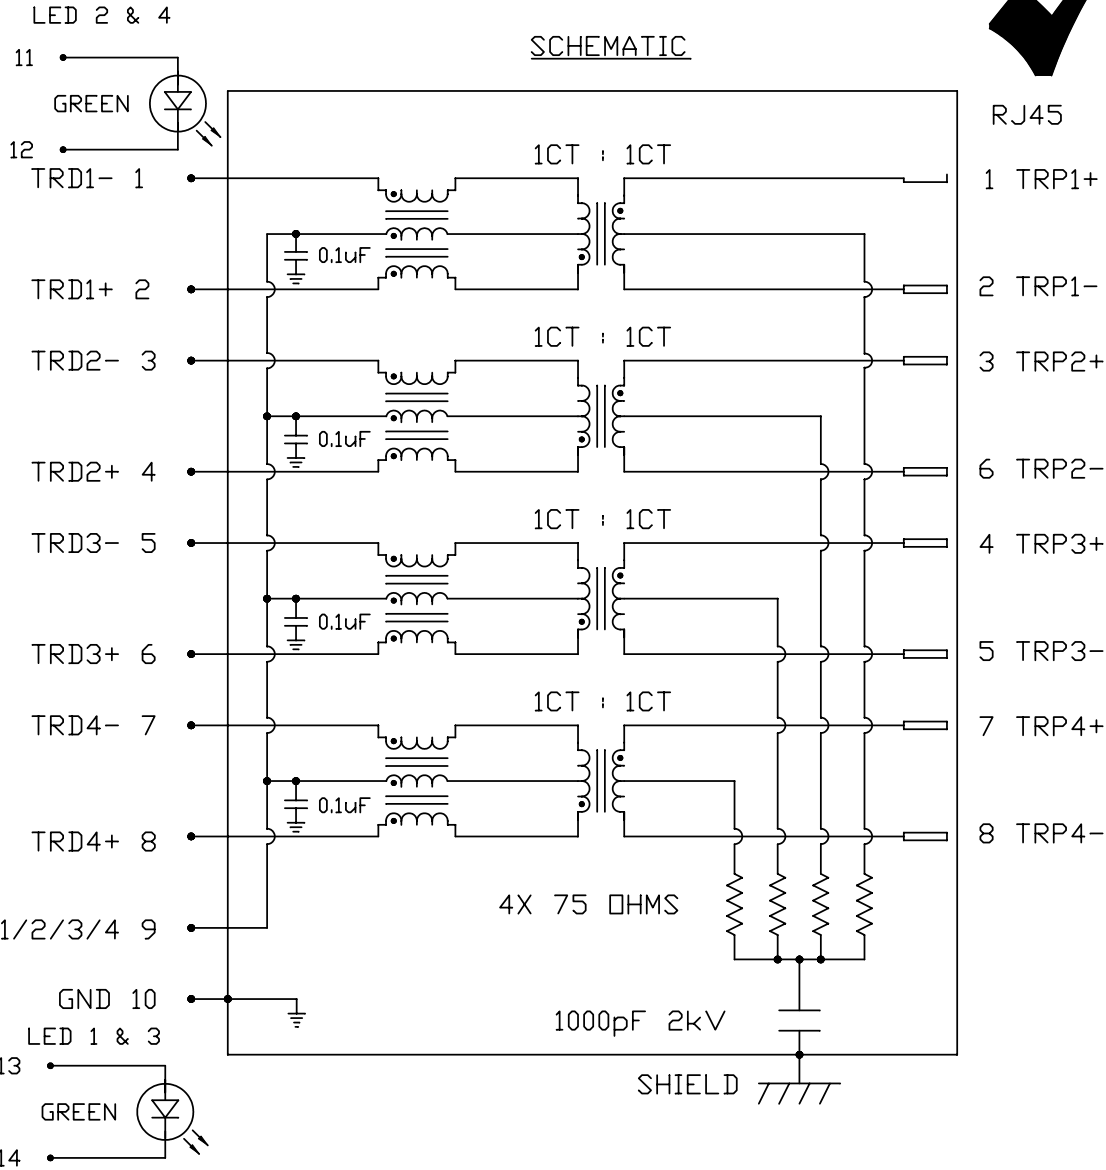 LED 2 & 4
SCHEMATIC
11
GREEN
12
RJ45
1CT : 1CT
TRD1- 1
1 TRP1+
0.1uF
TRD1+ 2
2 TRP1-
1CT : 1CT
TRD2- 3
3 TRP2+
0.1uF
TRD2+ 4
6 TRP2-
1CT : 1CT
TRD3- 5
4 TRP3+
0.1uF
TRD3+ 6
5 TRP3-
1CT : 1CT
TRD4- 7
7 TRP4+
0.1uF
TRD4+ 8
8 TRP4-
4X 75 OHMS
1/2/3/4 9
GND 10
1000pF 2kV
LED 1 & 3
13
SHIELD
GREEN
14